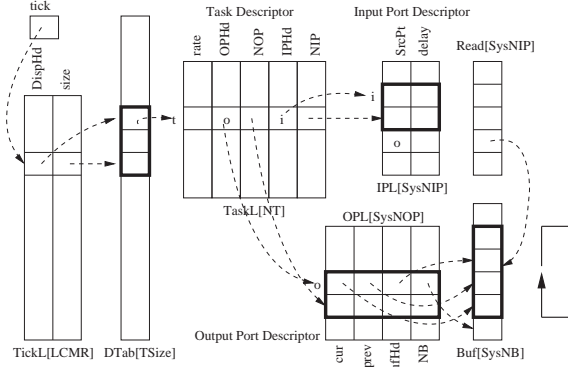 tick
Task Descriptor
Input Port Descriptor
DispHd
size
rate
OPHd
NOP
IPHd
NIP
SrcPt
delay
Read[SysNIP]
t
t
o
i
i
o
IPL[SysNIP]
TaskL[NT]
OPL[SysNOP]
o
Output Port Descriptor
TickL[LCMR]
DTab[TSize]
cur
prev
ufHd
NB
Buf[SysNB]